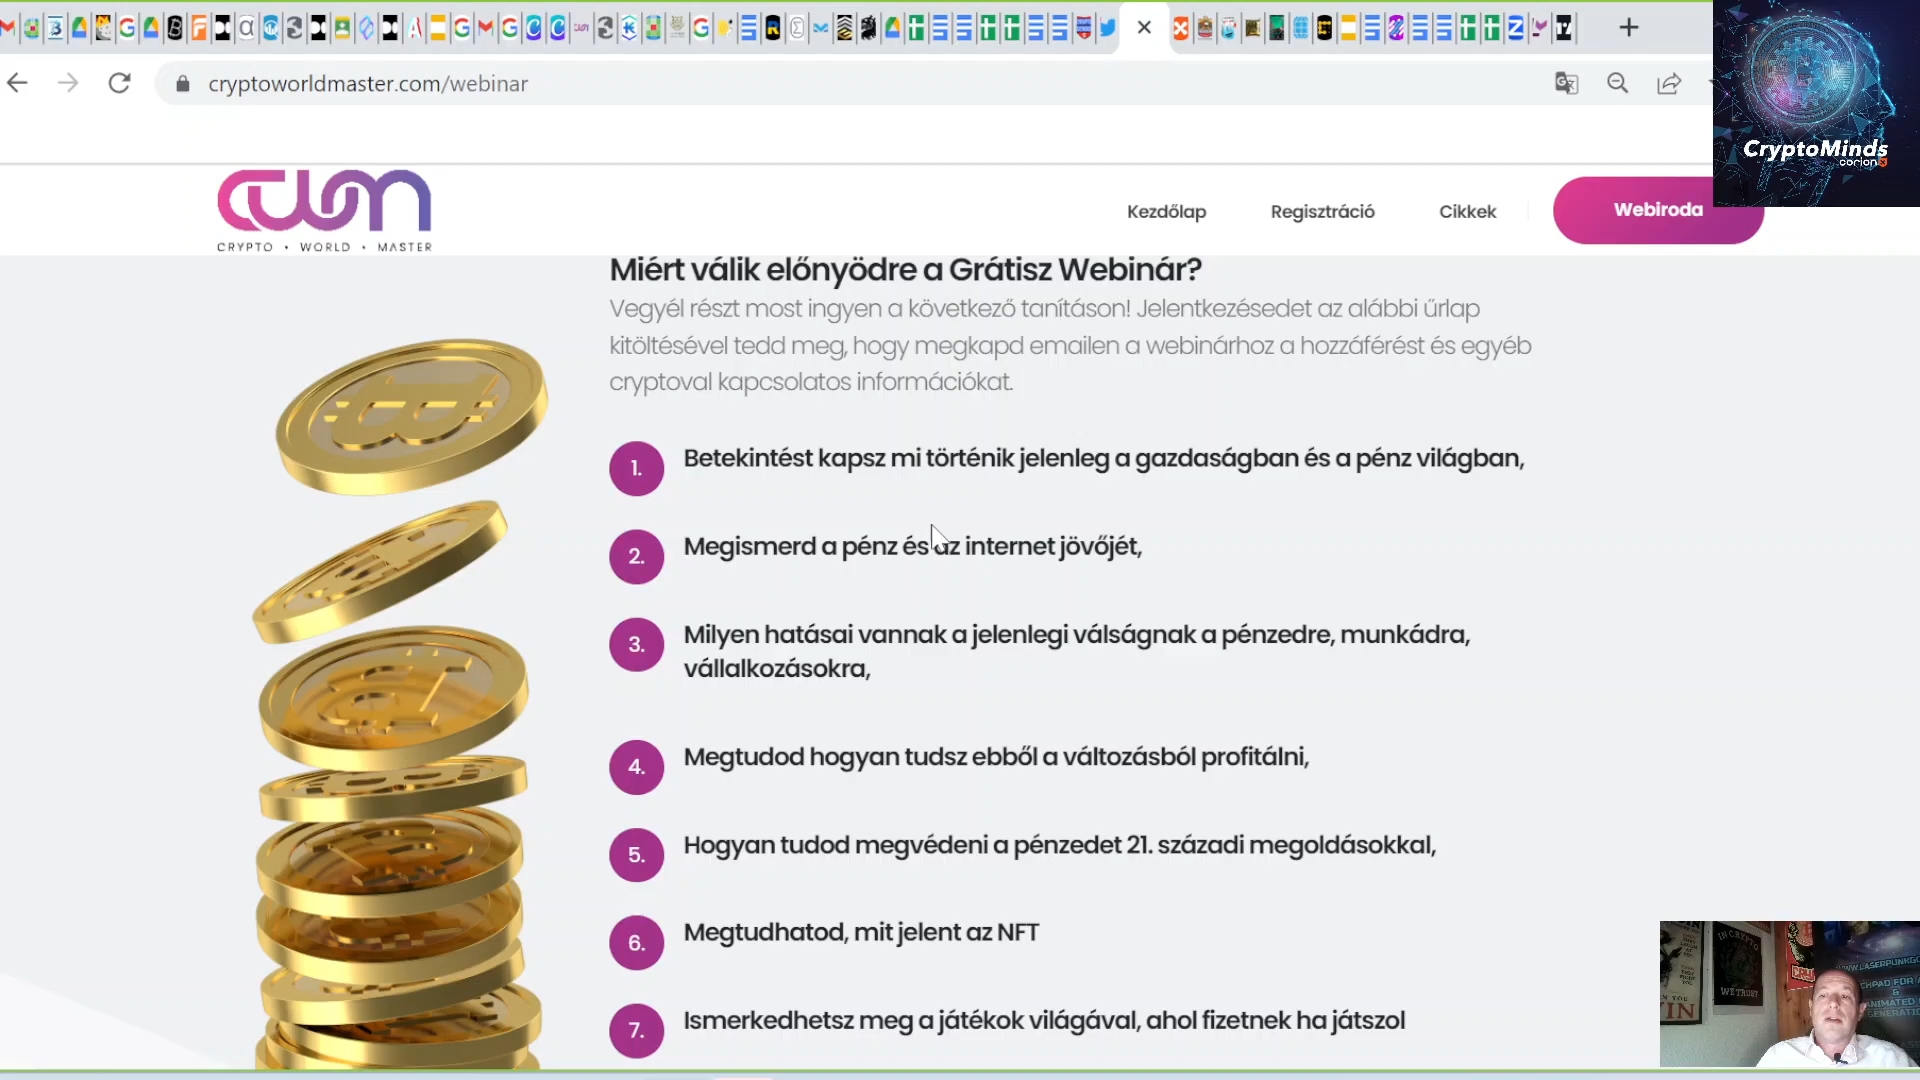 cryptoworldmaster.com/webinar
CryptoMinds
corion
CRYPTO • WORLD • MASTER
Kezdőlap
Regisztráció
Cikkek
Webiroda
Miért válik előnyödre a Grátisz Webinár?
Vegyél részt most ingyen a következő tanításon! Jelentkezésedet az alábbi űrlap
kitöltésével tedd meg, hogy megkapd emailen a webinárhoz a hozzáférést és egyéb
cryptoval kapcsolatos információkat.
1. Betekintést kapsz mi történik jelenleg a gazdaságban és a pénz világban,
2. Megismerd a pénz és az internet jövőjét,
3. Milyen hatásai vannak a jelenlegi válságnak a pénzedre, munkádra,
vállalkozásokra,
4. Megtudod hogyan tudsz ebből a változásból profitálni,
5. Hogyan tudod megvédeni a pénzedet 21. századi megoldásokkal,
6. Megtudhatod, mit jelent az NFT
7. Ismerkedhetsz meg a játékok világával, ahol fizetnek ha játszol
IN CRYPTO
WE TRUST